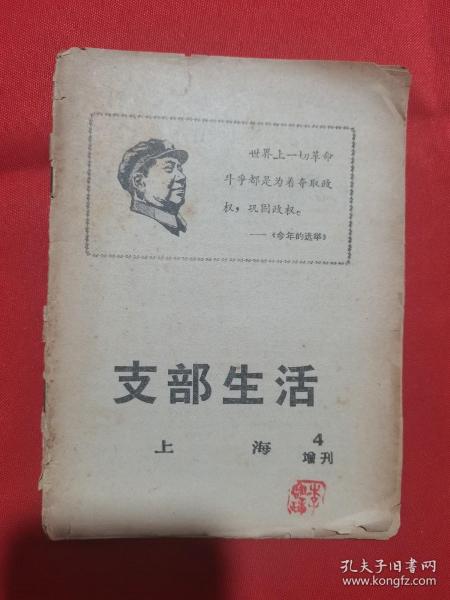 世界上一切革命
斗争都是为着夺取政
权，巩固政权。
——《今年的选举》
支部生活
上海
4
增刊
孔夫子旧书网
www.kongfz.com